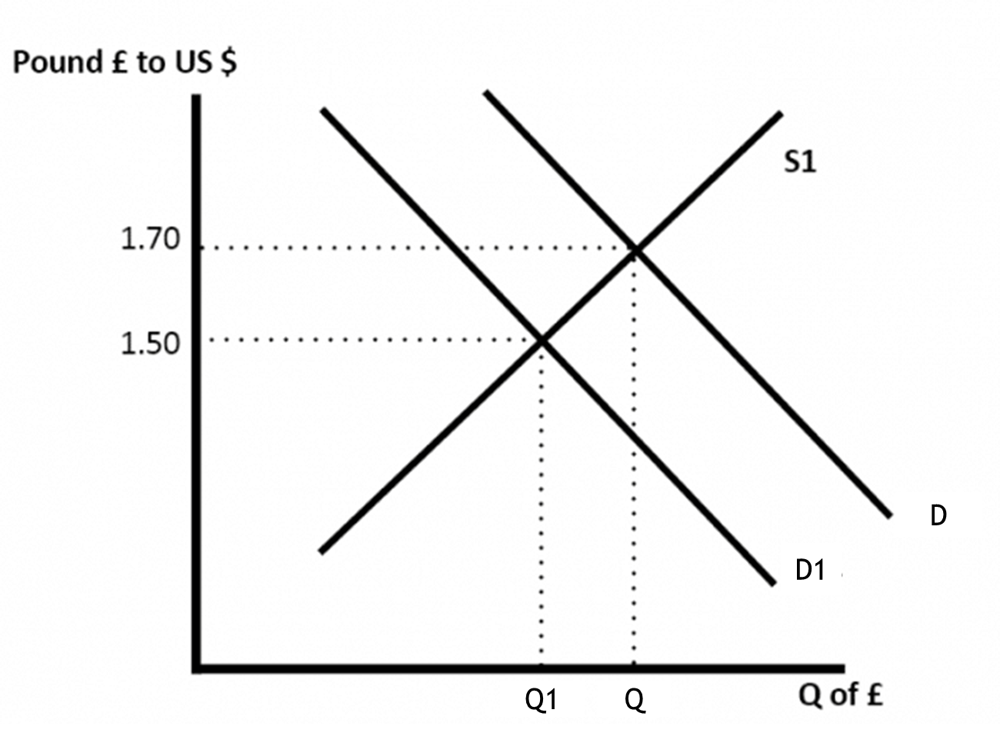 Pound £ to US $
S1
1.70
1.50
D
D1
Q1
Q
Q of £